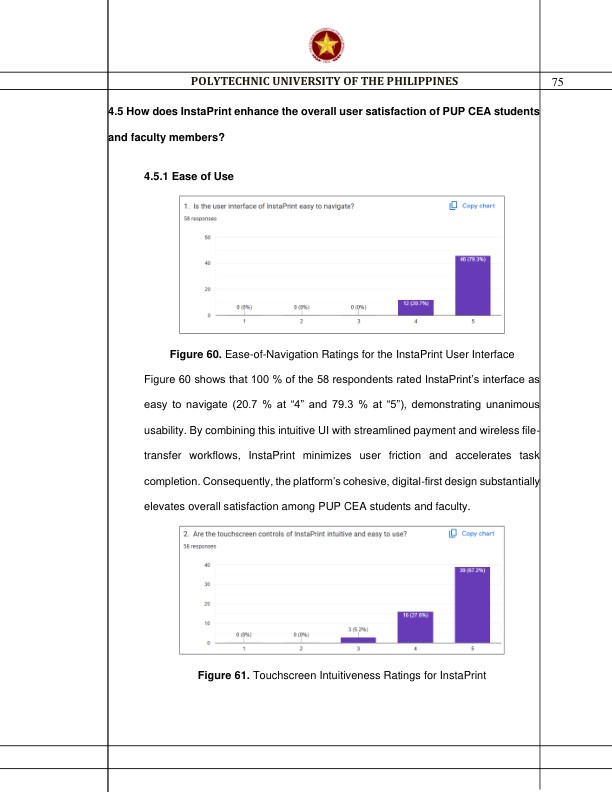 POLYTECHNIC UNIVERSITY OF THE PHILIPPINES
75
4.5 How does InstaPrint enhance the overall user satisfaction of PUP CEA students
and faculty members?
4.5.1 Ease of Use
1. Is the user interface of InstaPrint easy to navigate?
Copy chart
58 responses
60
40
20
0
0 (0%)
0 (0%)
0 (0%)
12 (20.7%)
46 (79.3%)
1
2
3
4
5
Figure 60. Ease-of-Navigation Ratings for the InstaPrint User Interface
Figure 60 shows that 100 % of the 58 respondents rated InstaPrint’s interface as
easy to navigate (20.7 % at “4” and 79.3 % at “5”), demonstrating unanimous
usability. By combining this intuitive UI with streamlined payment and wireless file-
transfer workflows, InstaPrint minimizes user friction and accelerates task
completion. Consequently, the platform’s cohesive, digital-first design substantially
elevates overall satisfaction among PUP CEA students and faculty.
2. Are the touchscreen controls of InstaPrint intuitive and easy to use?
Copy chart
58 responses
40
30
20
10
0
0 (0%)
0 (0%)
3 (5.2%)
16 (27.6%)
39 (67.2%)
1
2
3
4
5
Figure 61. Touchscreen Intuitiveness Ratings for InstaPrint